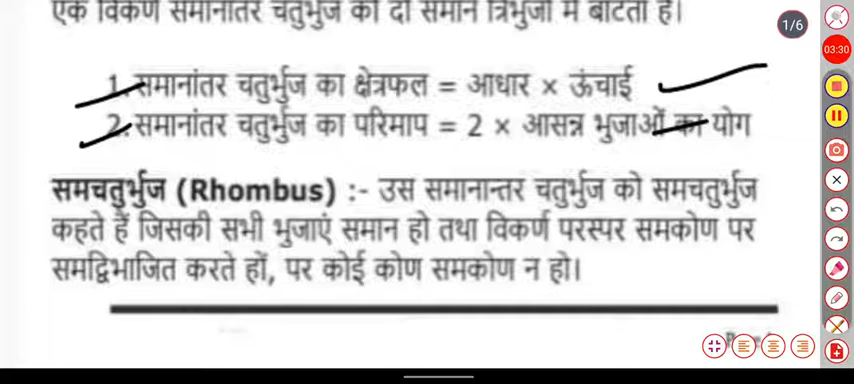 एक विकर्ण समानांतर चतुर्भुज को दो समान त्रिभुजों में बाटता है।
1/6
03:30
1. समानांतर चतुर्भुज का क्षेत्रफल = आधार × ऊंचाई
2. समानांतर चतुर्भुज का परिमाप = 2 × आसन्न भुजाओं का योग
समचतुर्भुज (Rhombus) :- उस समानान्तर चतुर्भुज को समचतुर्भुज
कहते हैं जिसकी सभी भुजाएं समान हो तथा विकर्ण परस्पर समकोण पर
समद्विभाजित करते हों, पर कोई कोण समकोण न हो।